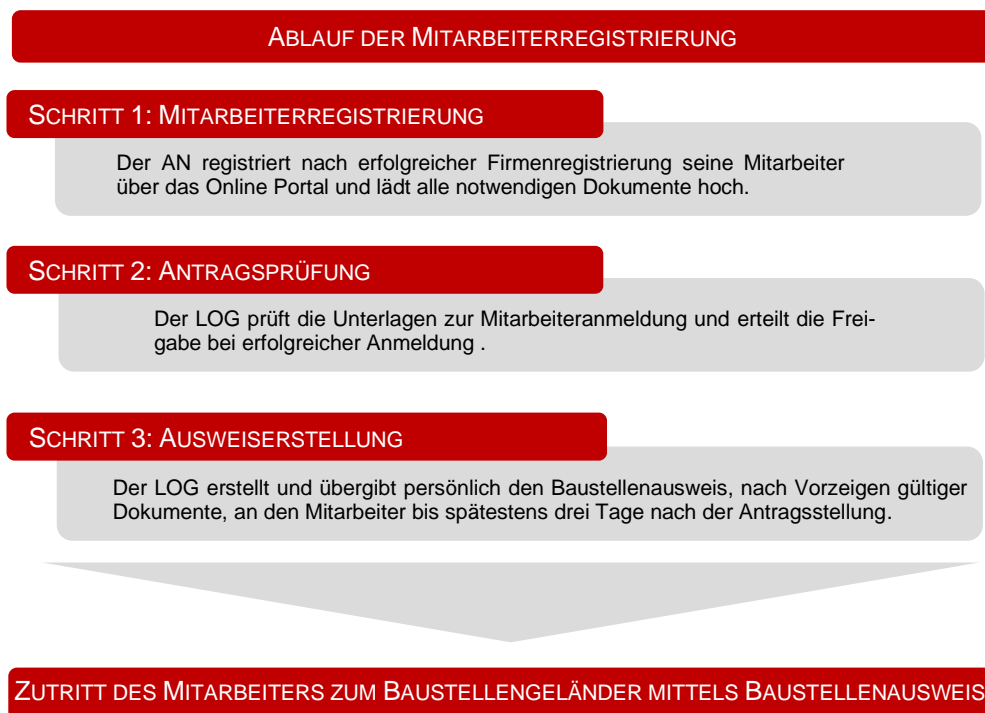 ABLAUF DER MITARBEITERREGISTRIERUNG
SCHRITT 1: MITARBEITERREGISTRIERUNG
Der AN registriert nach erfolgreicher Firmenregistrierung seine Mitarbeiter
über das Online Portal und lädt alle notwendigen Dokumente hoch.
SCHRITT 2: ANTRAGSPRÜFUNG
Der LOG prüft die Unterlagen zur Mitarbeiteranmeldung und erteilt die Frei-
gabe bei erfolgreicher Anmeldung .
SCHRITT 3: AUSWEISERSTELLUNG
Der LOG erstellt und übergibt persönlich den Baustellenausweis, nach Vorzeigen gültiger
Dokumente, an den Mitarbeiter bis spätestens drei Tage nach der Antragsstellung.
ZUTRITT DES MITARBEITERS ZUM BAUSTELLENGELÄNDER MITTELS BAUSTELLENAUSWEIS